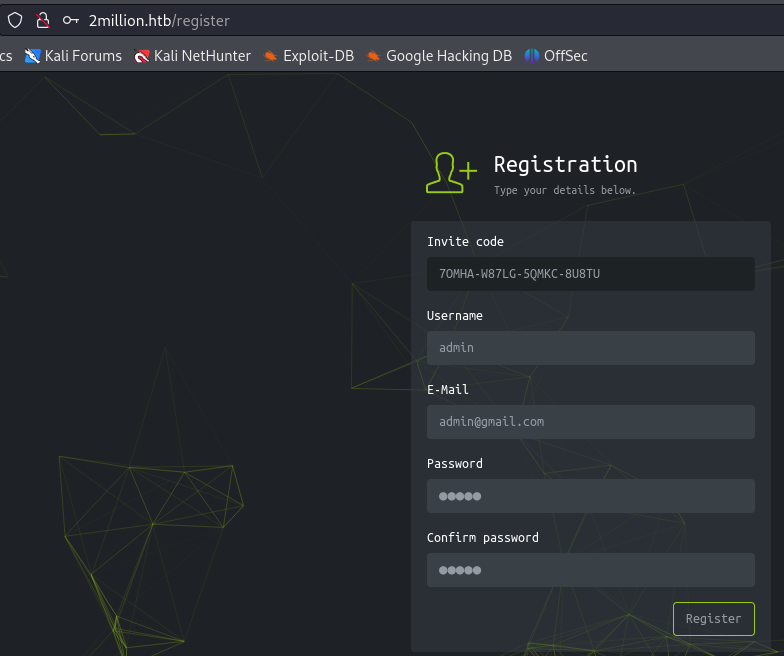 2million.htb/register
cs Kali Forums Kali NetHunter Exploit-DB Google Hacking DB OffSec
Registration
Type your details below.
Invite code
7OMHA-W87LG-5QMKC-8U8TU
Username
admin
E-Mail
admin@gmail.com
Password
●●●●●
Confirm password
●●●●●
Register